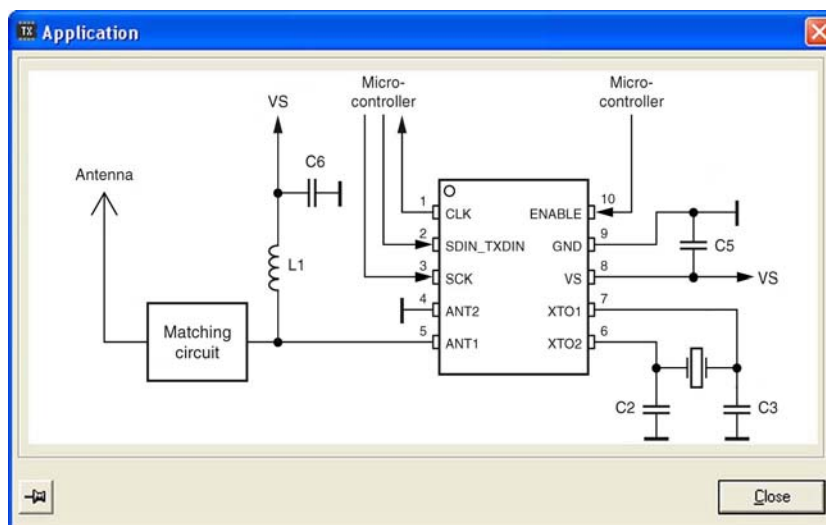 TX Application
Micro-
controller
Micro-
controller
VS
C6
Antenna
L1
Matching
circuit
1
CLK
2
SDIN_TXDIN
3
SCK
4
ANT2
5
ANT1
10
ENABLE
9
GND
8
VS
7
XTO1
6
XTO2
C5
VS
C2
C3
Close